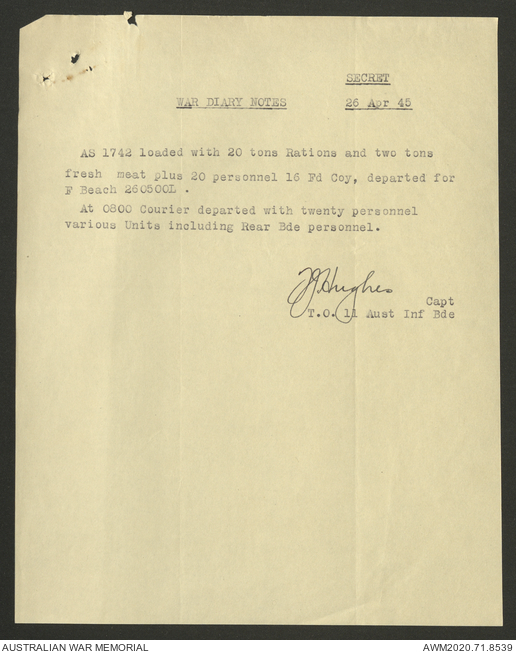 SECRET
WAR DIARY NOTES 26 Apr 45
AS 1742 loaded with 20 tons Rations and two tons
fresh meat plus 20 personnel 16 Fd Coy, departed for
F Beach 260500L .
At 0800 Courier departed with twenty personnel
various Units including Rear Bde personnel.
JJHughes
Capt
T.O. 11 Aust Inf Bde
AUSTRALIAN WAR MEMORIAL AWM2020.71.8539